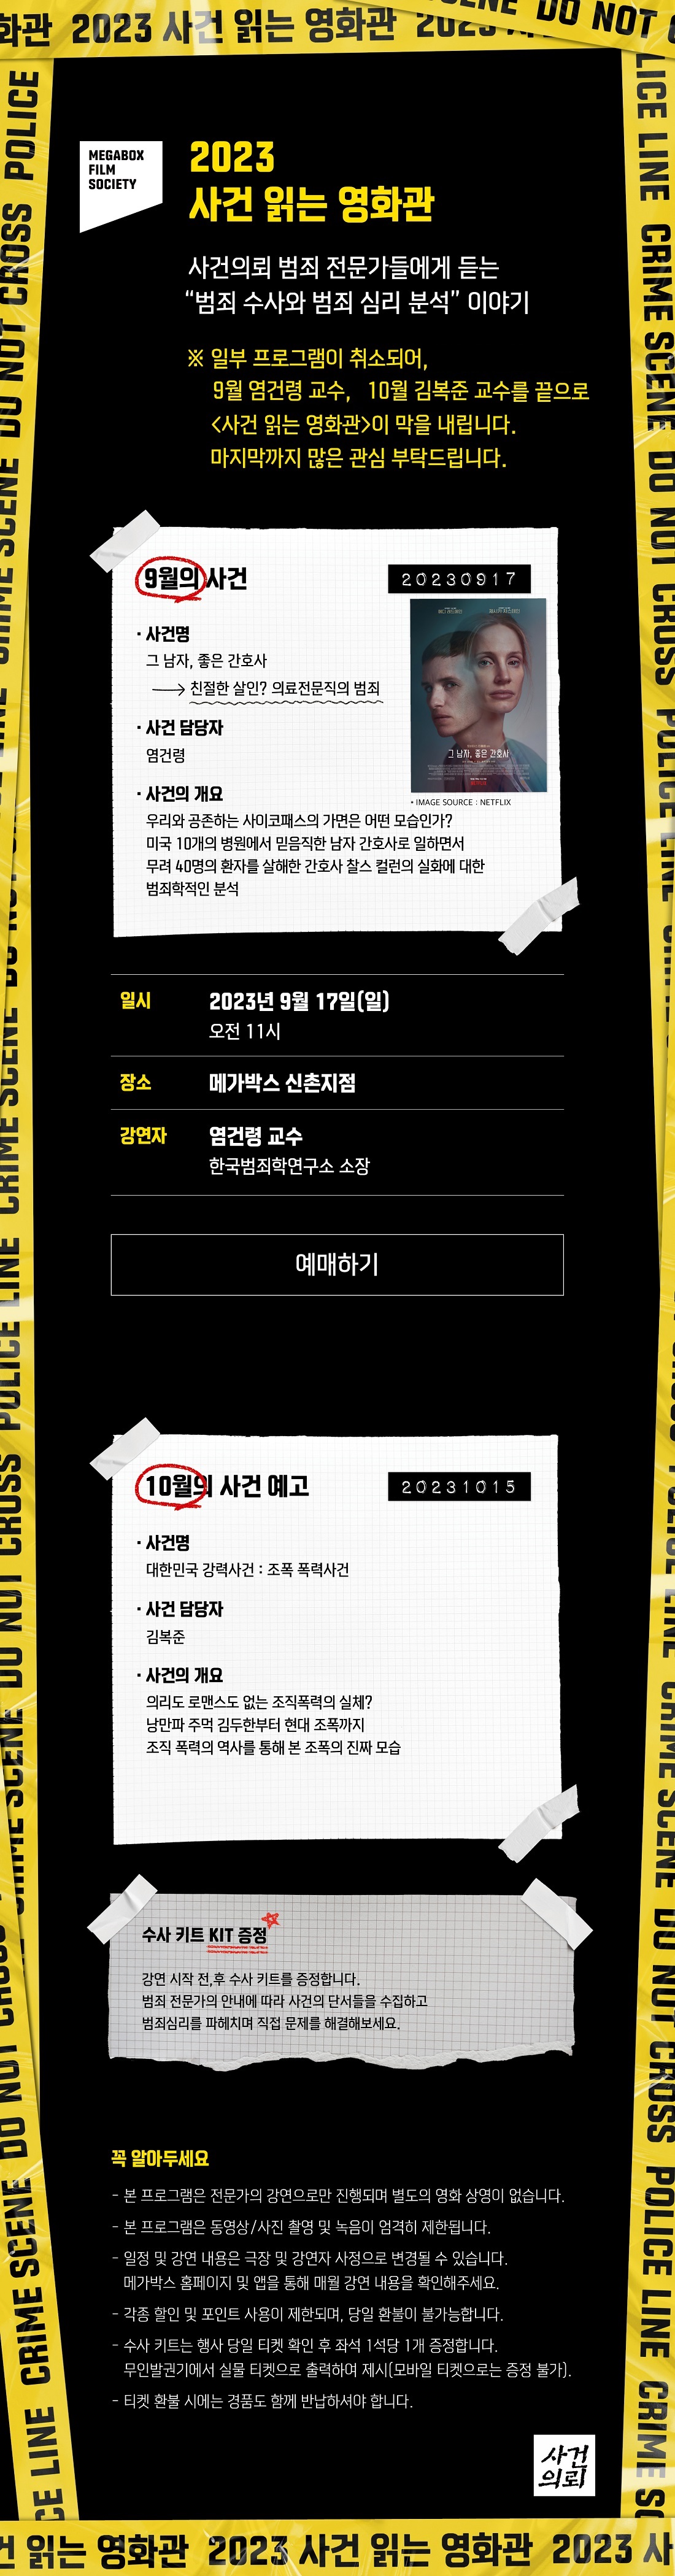 화관 2023 사건 읽는 영화관 2023
SCENE DO NOT
MEGABOX
FILM
SOCIETY
2023
사건 읽는 영화관
사건의뢰 범죄 전문가들에게 듣는
“범죄 수사와 범죄 심리 분석” 이야기
※ 일부 프로그램이 취소되어,
9월 염건령 교수, 10월 김복준 교수를 끝으로
<사건 읽는 영화관>이 막을 내립니다.
마지막까지 많은 관심 부탁드립니다.
9월의 사건
20230917
· 사건명
그 남자, 좋은 간호사
→ 친절한 살인? 의료전문직의 범죄
· 사건 담당자
염건령
그 남자, 좋은 간호사
• IMAGE SOURCE : NETFLIX
· 사건의 개요
우리와 공존하는 사이코패스의 가면은 어떤 모습인가?
미국 10개의 병원에서 믿음직한 남자 간호사로 일하면서
무려 40명의 환자를 살해한 간호사 찰스 컬런의 실화에 대한
범죄학적인 분석
일시 2023년 9월 17일(일)
오전 11시
장소 메가박스 신촌지점
강연자 염건령 교수
한국범죄학연구소 소장
예매하기
10월의 사건 예고
20231015
· 사건명
대한민국 강력사건 : 조폭 폭력사건
· 사건 담당자
김복준
· 사건의 개요
의리도 로맨스도 없는 조직폭력의 실체?
낭만파 주먹 김두한부터 현대 조폭까지
조직 폭력의 역사를 통해 본 조폭의 진짜 모습
수사 키트 KIT 증정
강연 시작 전,후 수사 키트를 증정합니다.
범죄 전문가의 안내에 따라 사건의 단서들을 수집하고
범죄심리를 파헤치며 직접 문제를 해결해보세요.
꼭 알아두세요
- 본 프로그램은 전문가의 강연으로만 진행되며 별도의 영화 상영이 없습니다.
- 본 프로그램은 동영상/사진 촬영 및 녹음이 엄격히 제한됩니다.
- 일정 및 강연 내용은 극장 및 강연자 사정으로 변경될 수 있습니다.
메가박스 홈페이지 및 앱을 통해 매월 강연 내용을 확인해주세요.
- 각종 할인 및 포인트 사용이 제한되며, 당일 환불이 불가능합니다.
- 수사 키트는 행사 당일 티켓 확인 후 좌석 1석당 1개 증정합니다.
무인발권기에서 실물 티켓으로 출력하여 제시(모바일 티켓으로는 증정 불가).
- 티켓 환불 시에는 경품도 함께 반납하셔야 합니다.
사건
의뢰
읽는 영화관 2023 사건 읽는 영화관 2023 사
POLICE LINE CRIME SCENE DO NOT CROSS
POLICE LINE CRIME SCENE DO NOT CROSS